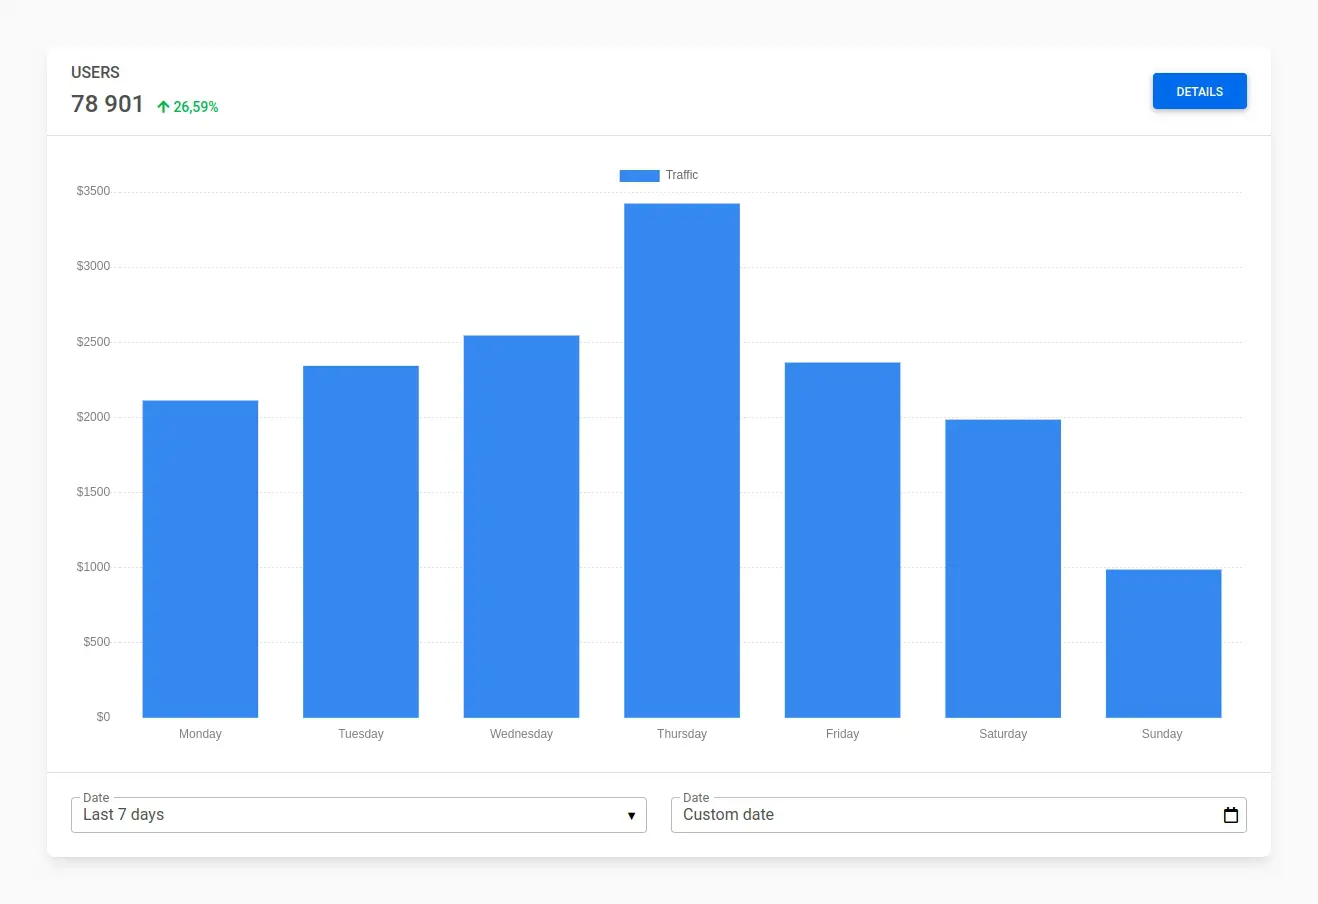 USERS
78 901 26,59%
DETAILS
Traffic
$3500
$3000
$2500
$2000
$1500
$1000
$500
$0
Monday Tuesday Wednesday Thursday Friday Saturday Sunday
Date
Last 7 days
Date
Custom date